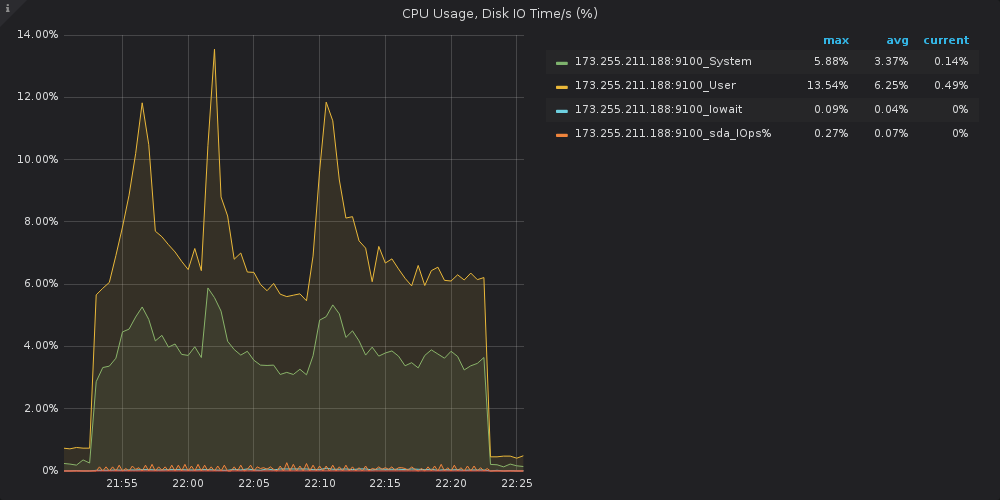 i
CPU Usage, Disk IO Time/s (%)
14.00%
12.00%
10.00%
8.00%
6.00%
4.00%
2.00%
0%
21:55 22:00 22:05 22:10 22:15 22:20 22:25
max avg current
173.255.211.188:9100_System 5.88% 3.37% 0.14%
173.255.211.188:9100_User 13.54% 6.25% 0.49%
173.255.211.188:9100_Iowait 0.09% 0.04% 0%
173.255.211.188:9100_sda_IOps% 0.27% 0.07% 0%